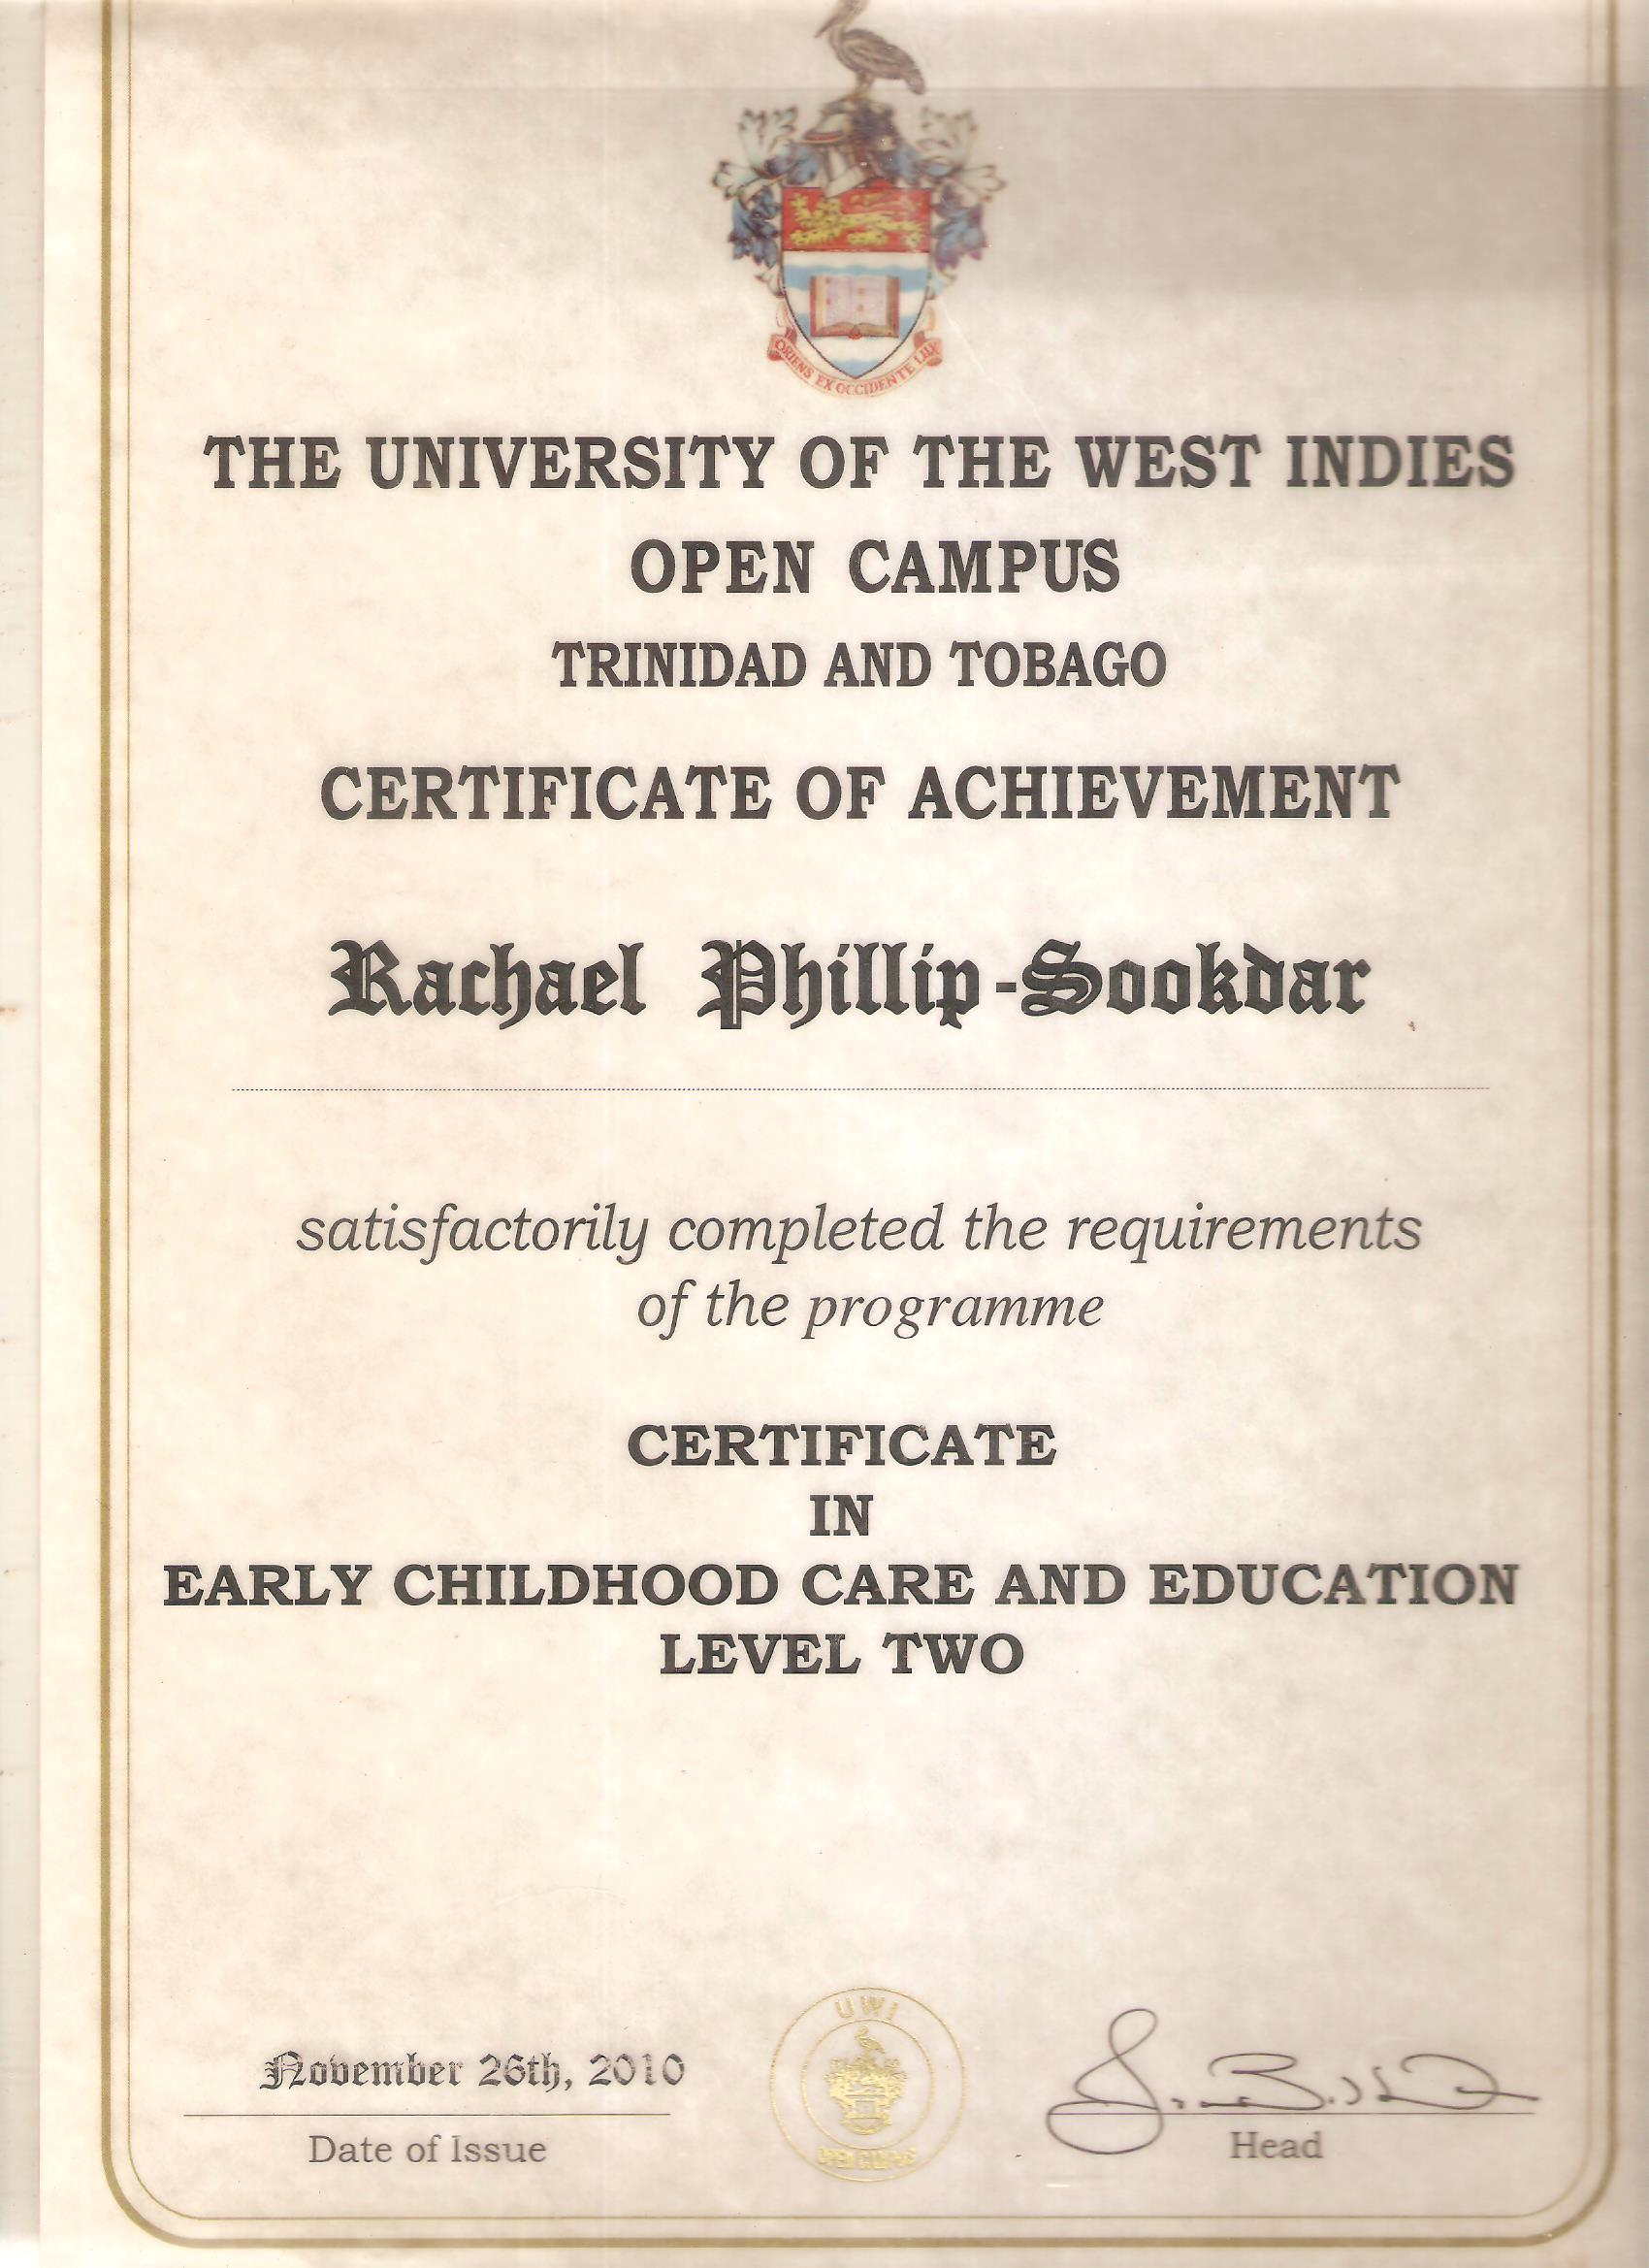 ORIENS EX OCCIDENTE LUX
THE UNIVERSITY OF THE WEST INDIES
OPEN CAMPUS
TRINIDAD AND TOBAGO
CERTIFICATE OF ACHIEVEMENT
Rachael Phillip-Sookdar
satisfactorily completed the requirements
of the programme
CERTIFICATE
IN
EARLY CHILDHOOD CARE AND EDUCATION
LEVEL TWO
November 26th, 2010
Date of Issue
UWI
OPEN CAMPUS
Head